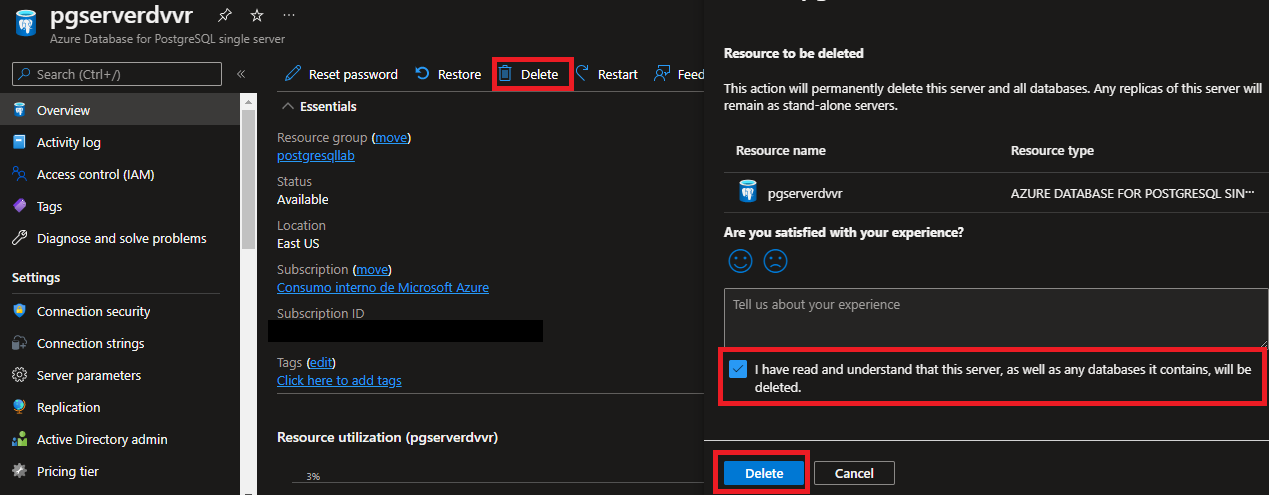 pgserverdvvr
Azure Database for PostgreSQL single server
Search (Ctrl+/)
Overview
Activity log
Access control (IAM)
Tags
Diagnose and solve problems
Settings
Connection security
Connection strings
Server parameters
Replication
Active Directory admin
Pricing tier
Reset password Restore Delete Restart Feed
Essentials
Resource group (move)
postgresqllab
Status
Available
Location
East US
Subscription (move)
Consumo interno de Microsoft Azure
Subscription ID
Tags (edit)
Click here to add tags
Resource utilization (pgserverdvvr)
3%
Resource to be deleted
This action will permanently delete this server and all databases. Any replicas of this server will
remain as stand-alone servers.
Resource name Resource type
pgserverdvvr AZURE DATABASE FOR POSTGRESQL SIN···
Are you satisfied with your experience?
Tell us about your experience
I have read and understand that this server, as well as any databases it contains, will be
deleted.
Delete Cancel